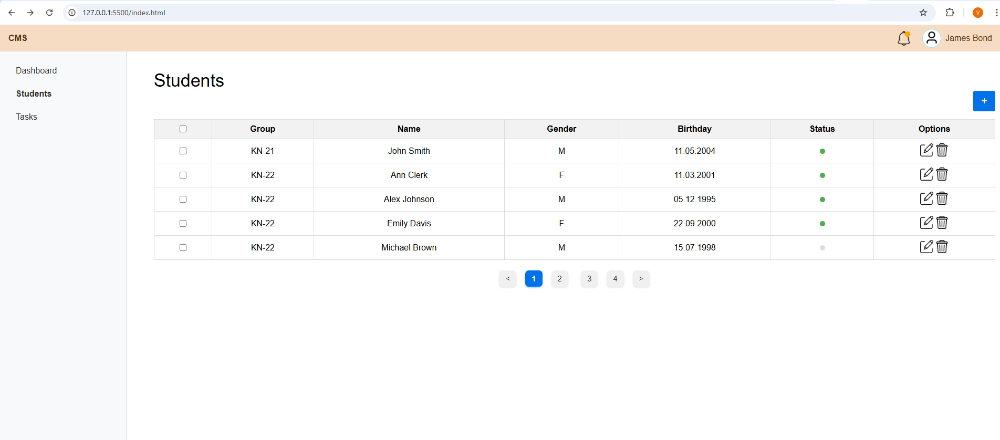 127.0.0.1:5500/index.html
V
CMS
James Bond
Dashboard
Students
Tasks
Students
+
Group Name Gender Birthday Status Options
KN-21 John Smith M 11.05.2004
KN-22 Ann Clerk F 11.03.2001
KN-22 Alex Johnson M 05.12.1995
KN-22 Emily Davis F 22.09.2000
KN-22 Michael Brown M 15.07.1998
< 1 2 3 4 >